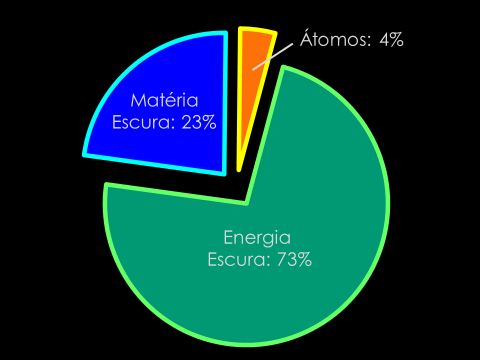 Átomos: 4%
Matéria
Escura: 23%
Energia
Escura: 73%